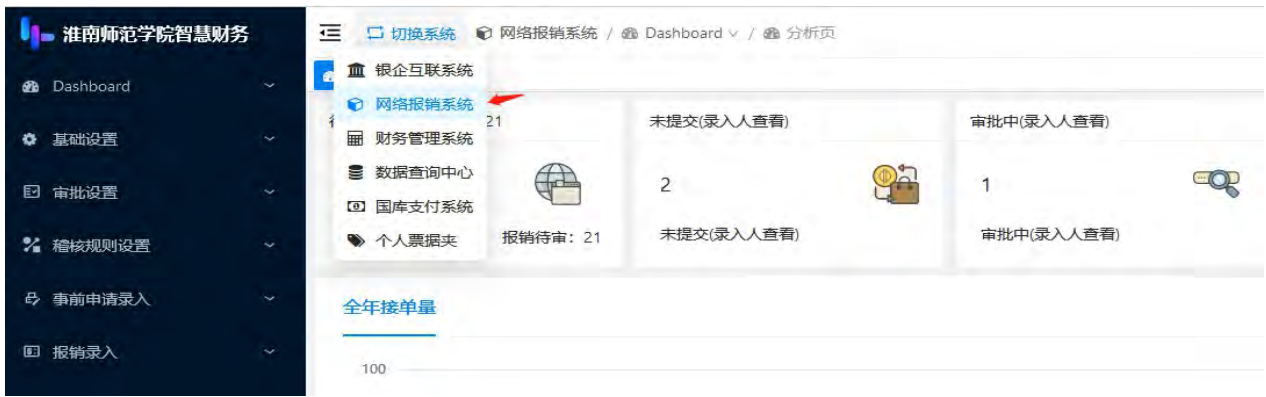 淮南师范学院智慧财务
切换系统 网络报销系统 / Dashboard / 分析页
Dashboard
基础设置
审批设置
稽核规则设置
事前申请录入
报销录入
银企互联系统
网络报销系统
财务管理系统
数据查询中心
国库支付系统
个人票据夹
21
报销待审：21
未提交(录入人查看)
2
未提交(录入人查看)
审批中(录入人查看)
1
审批中(录入人查看)
全年接单量
100